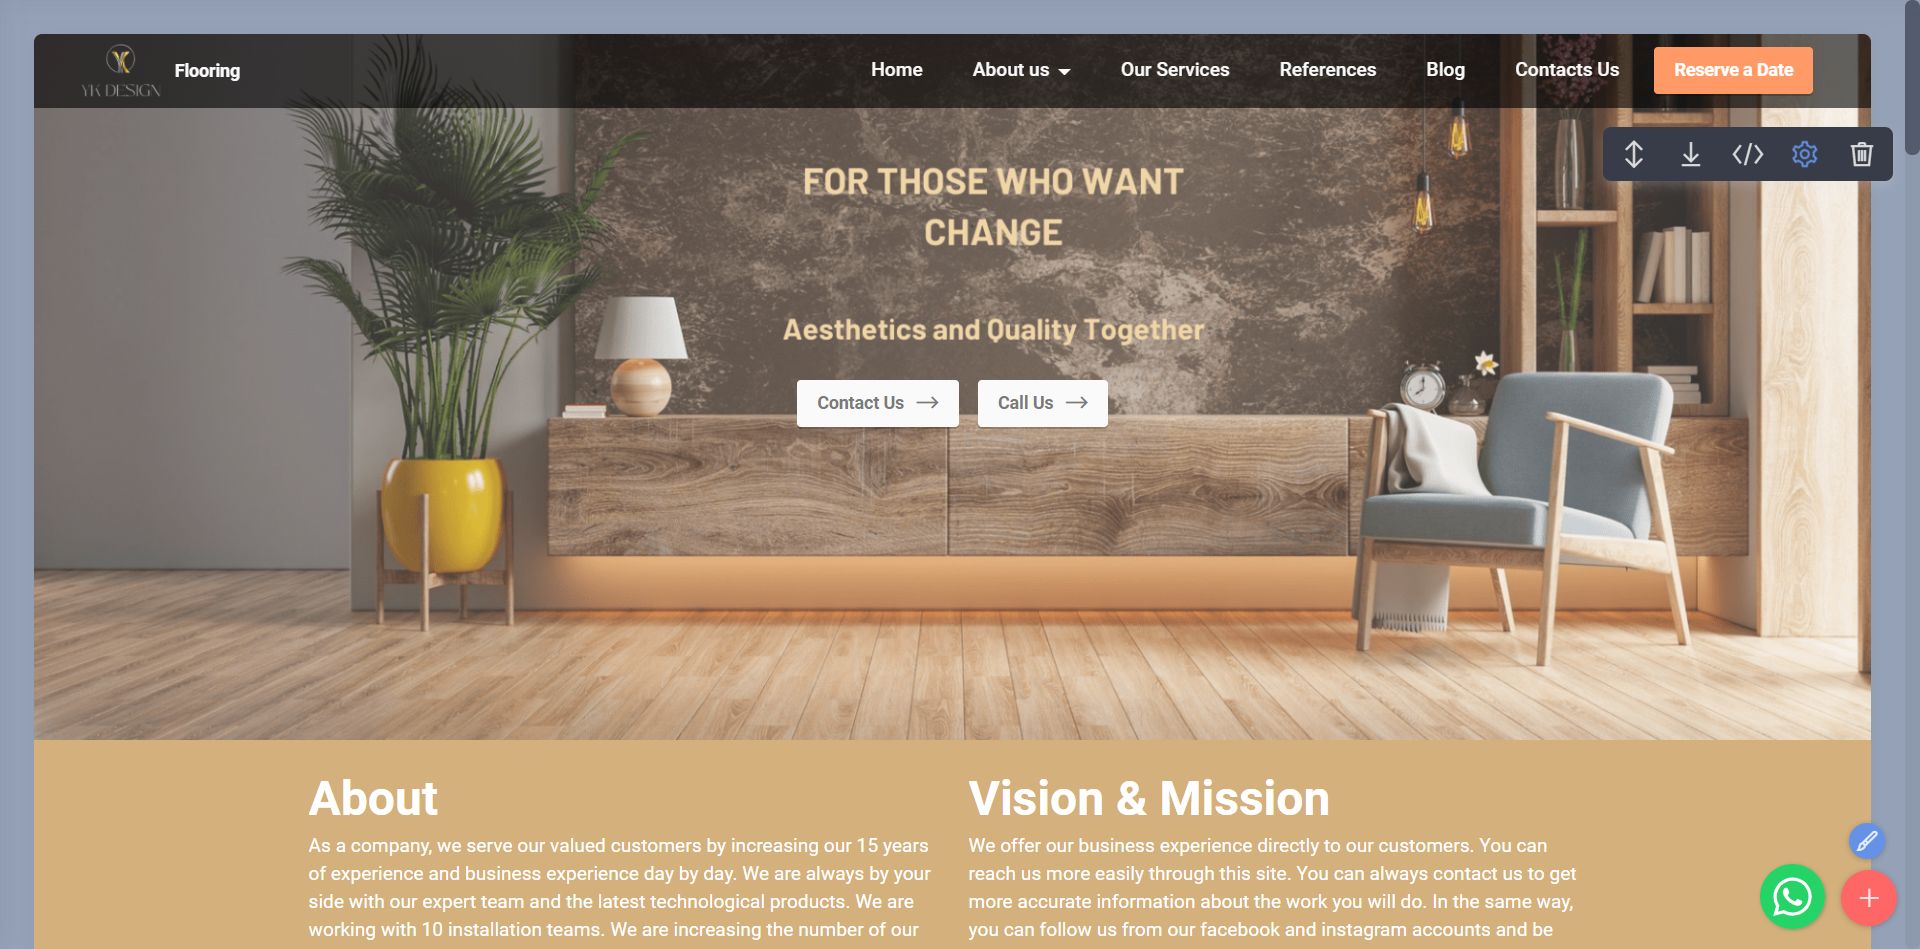 YK DESIGN
Flooring
Home
About us
Our Services
References
Blog
Contacts Us
Reserve a Date
FOR THOSE WHO WANT
CHANGE
Aesthetics and Quality Together
Contact Us
Call Us
About
As a company, we serve our valued customers by increasing our 15 years
of experience and business experience day by day. We are always by your
side with our expert team and the latest technological products. We are
working with 10 installation teams. We are increasing the number of our
Vision & Mission
We offer our business experience directly to our customers. You can
reach us more easily through this site. You can always contact us to get
more accurate information about the work you will do. In the same way,
you can follow us from our facebook and instagram accounts and be